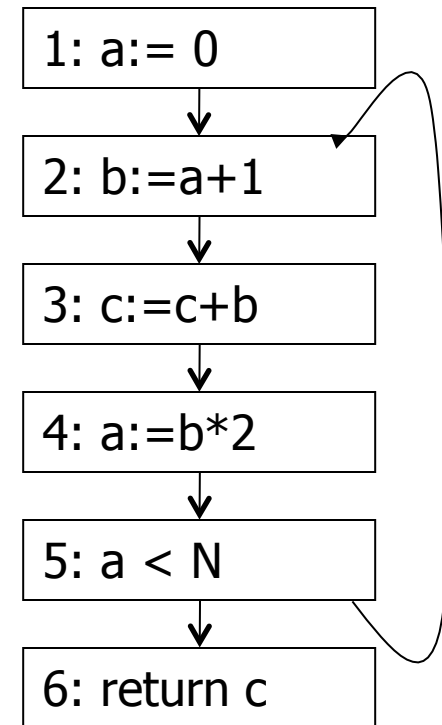 1: a:= 0
2: b:=a+1
3: c:=c+b
4: a:=b*2
5: a < N
6: return c